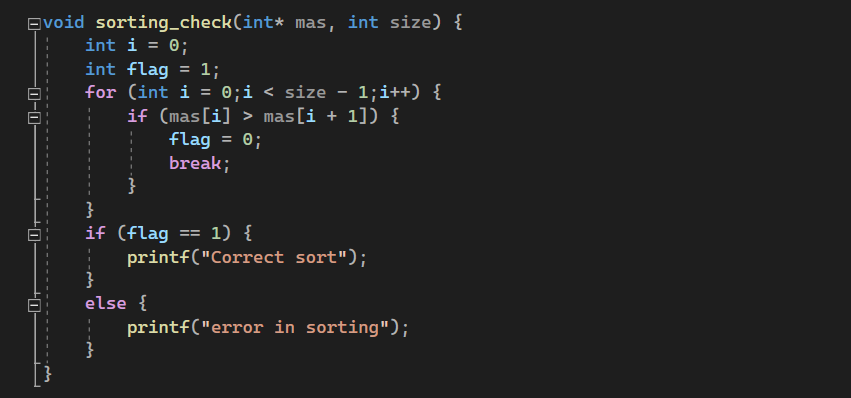 void sorting_check(int* mas, int size) {
    int i = 0;
    int flag = 1;
    for (int i = 0;i < size - 1;i++) {
        if (mas[i] > mas[i + 1]) {
            flag = 0;
            break;
        }
    }
    if (flag == 1) {
        printf("Correct sort");
    }
    else {
        printf("error in sorting");
    }
}